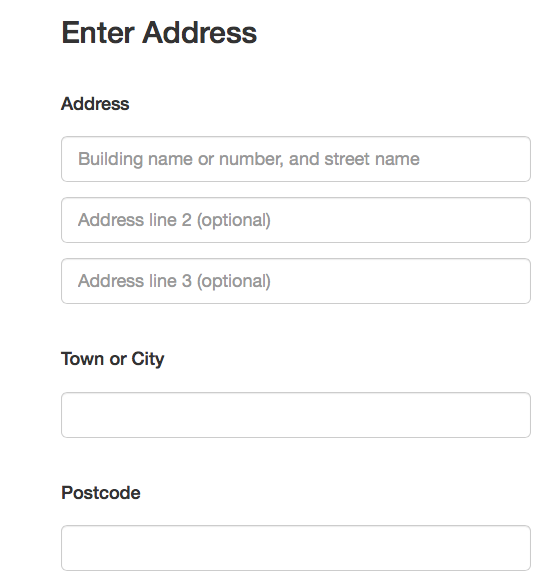 Enter Address
Address
Building name or number, and street name
Address line 2 (optional)
Address line 3 (optional)
Town or City
Postcode